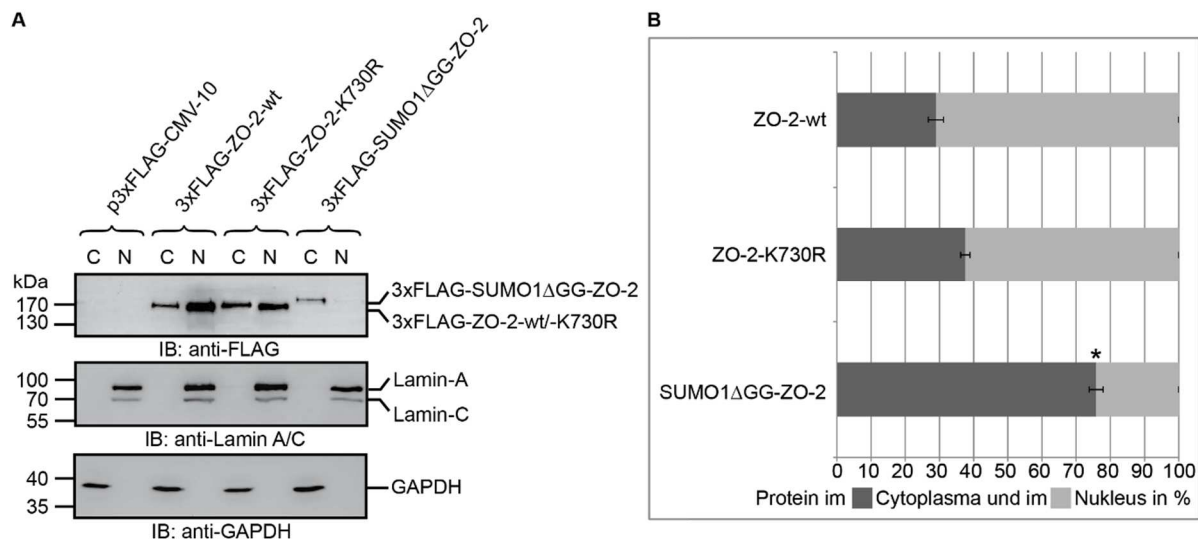 A
p3xFLAG-CMV-10
3xFLAG-ZO-2-wt
3xFLAG-ZO-2-K730R
3xFLAG-SUMO1ΔGG-ZO-2
C N C N C N C N
kDa
170
130
3xFLAG-SUMO1ΔGG-ZO-2
3xFLAG-ZO-2-wt/-K730R
IB: anti-FLAG
100
70
55
Lamin-A
Lamin-C
IB: anti-Lamin A/C
40
35
GAPDH
IB: anti-GAPDH
B
ZO-2-wt
ZO-2-K730R
*
SUMO1ΔGG-ZO-2
0 10 20 30 40 50 60 70 80 90 100
Protein im Cytoplasma und im Nukleus in %